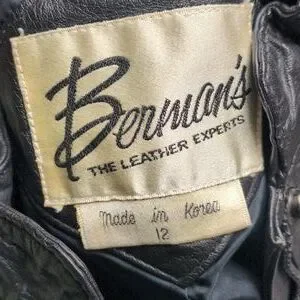 Berman's
THE LEATHER EXPERTS
Made in Korea
12